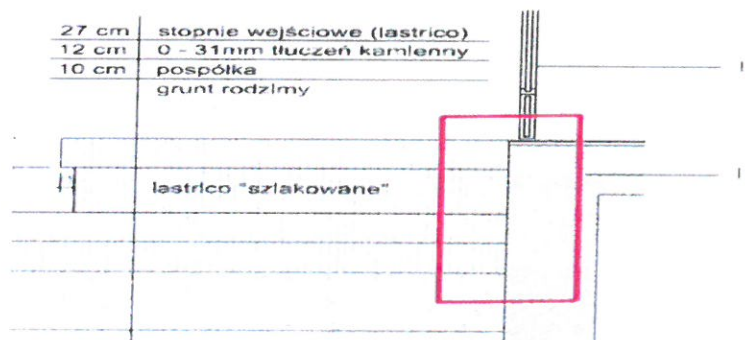 27 cm stopnie wejściowe (lastrico)
12 cm 0 - 31mm tłuczeń kamienny
10 cm pospółka
grunt rodzimy
lastrico "szlakowane"